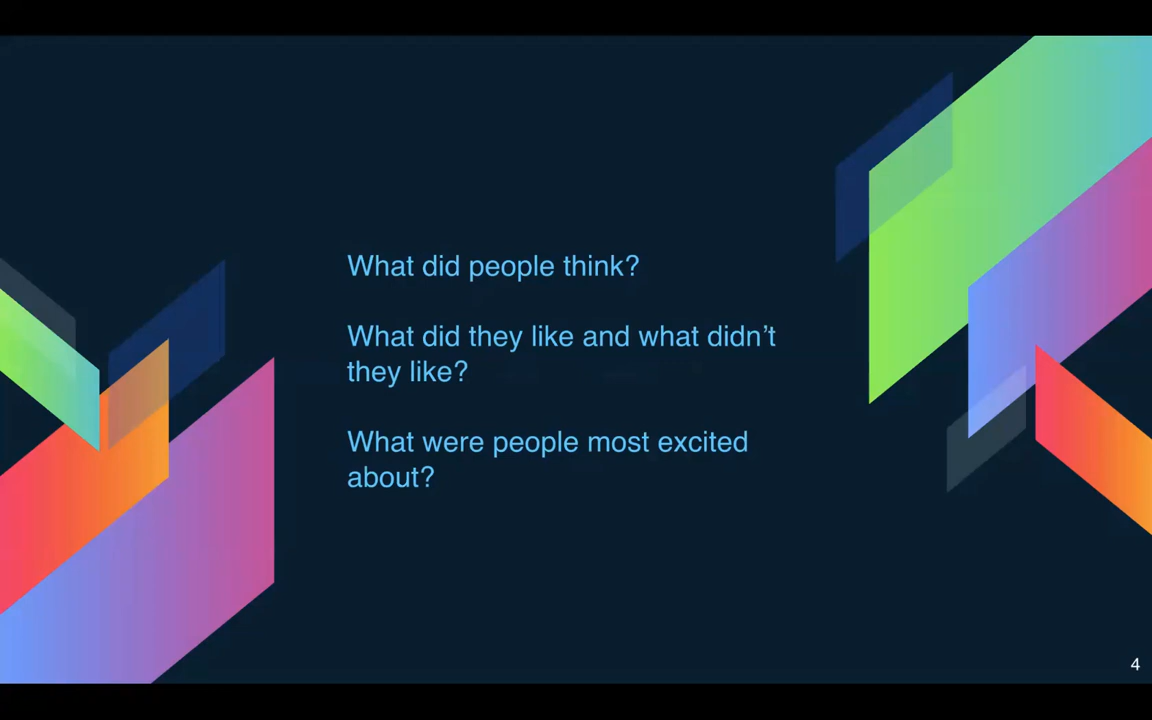 What did people think?
What did they like and what didn’t
they like?
What were people most excited
about?
4